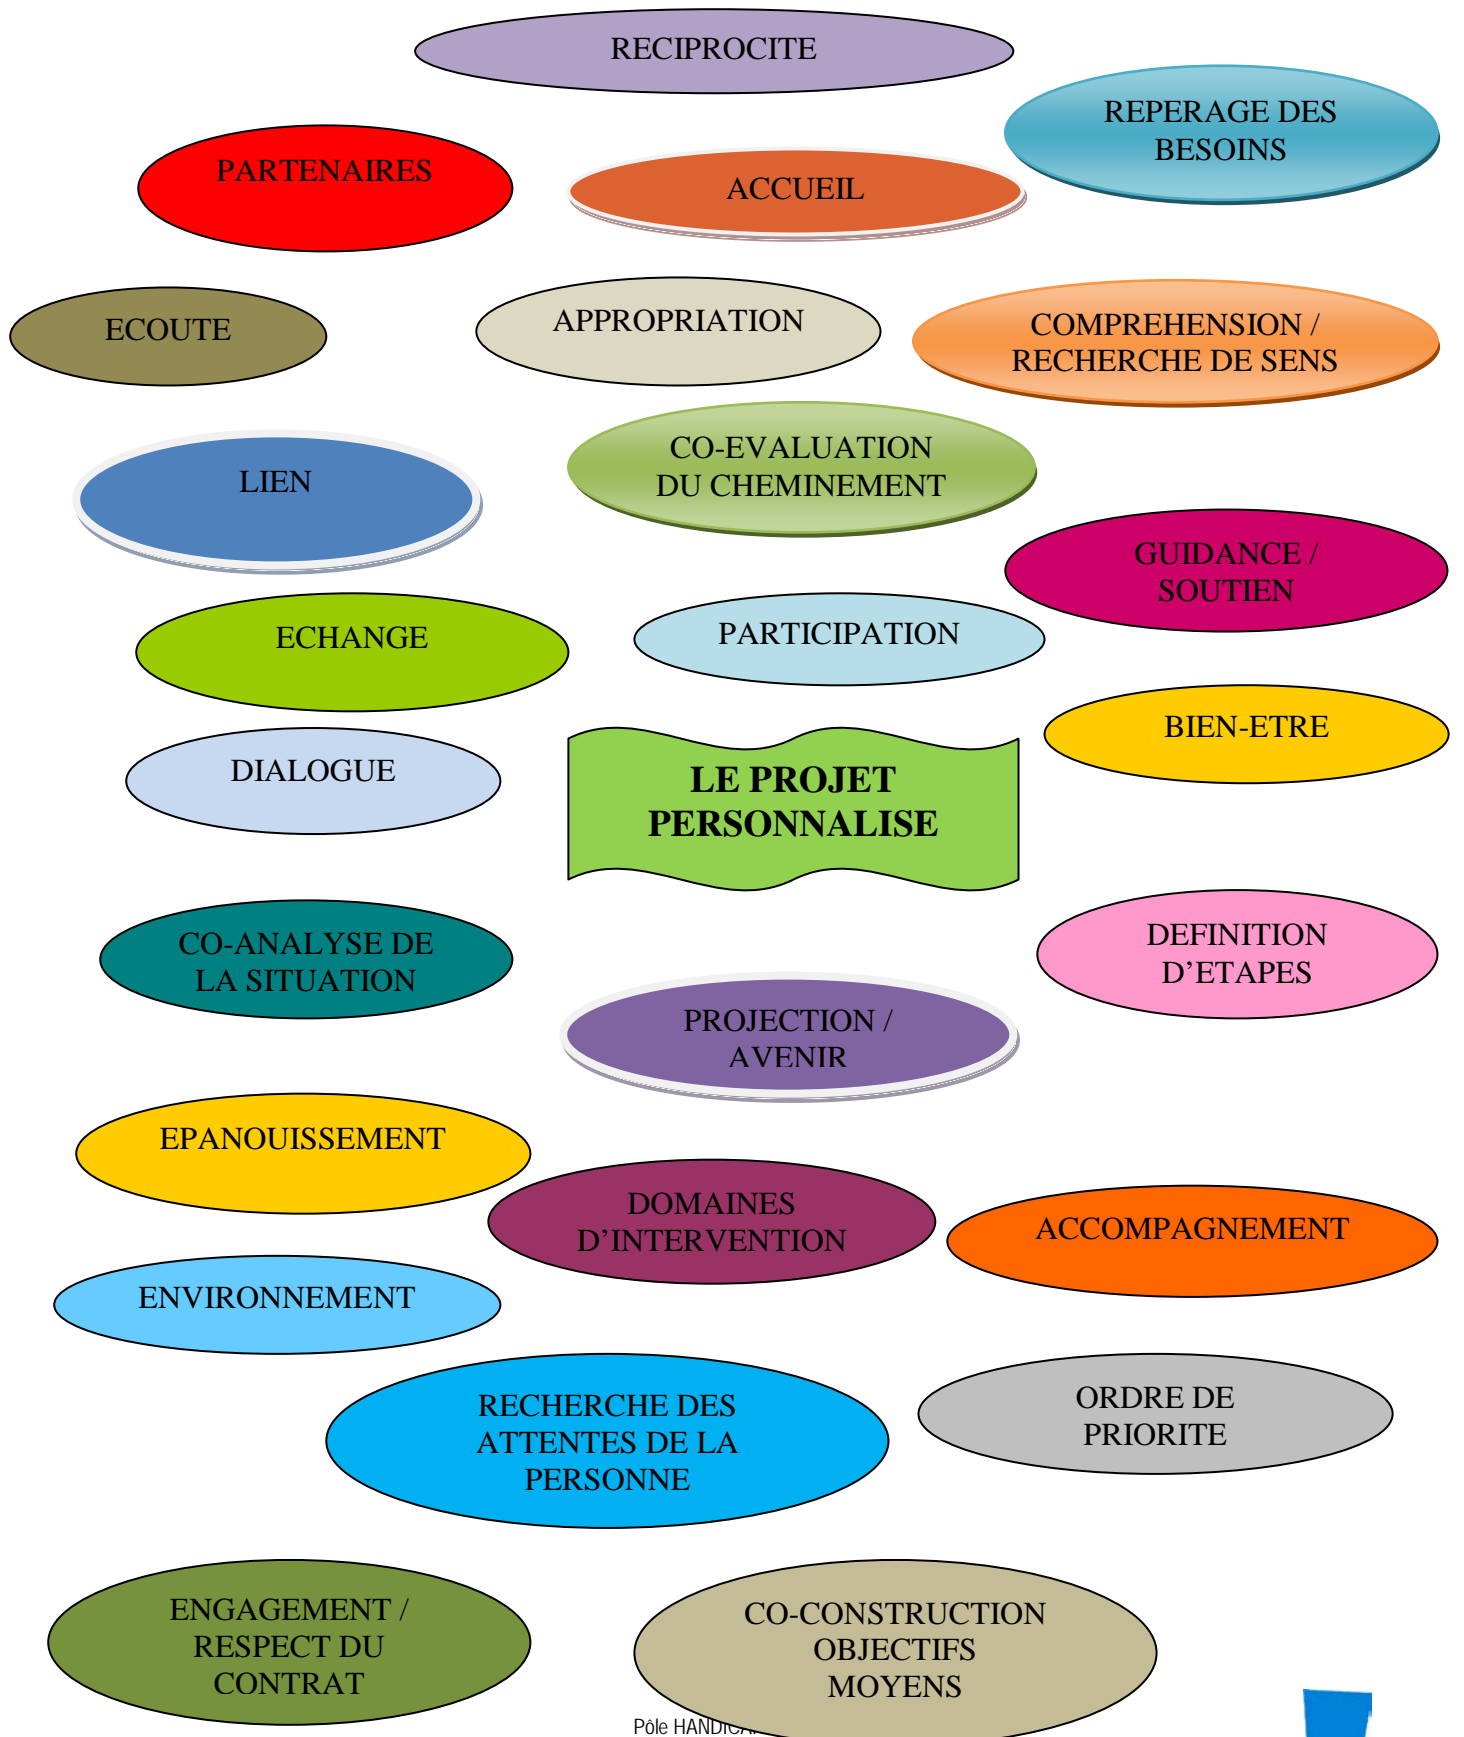 RECIPROCITE
REPERAGE DES
BESOINS
PARTENAIRES
ACCUEIL
ECOUTE
APPROPRIATION
COMPREHENSION /
RECHERCHE DE SENS
LIEN
CO-EVALUATION
DU CHEMINEMENT
GUIDANCE /
SOUTIEN
ECHANGE
PARTICIPATION
BIEN-ETRE
DIALOGUE
LE PROJET
PERSONNALISE
CO-ANALYSE DE
LA SITUATION
DEFINITION
D’ETAPES
PROJECTION /
AVENIR
EPANOUISSEMENT
DOMAINES
D’INTERVENTION
ACCOMPAGNEMENT
ENVIRONNEMENT
RECHERCHE DES
ATTENTES DE LA
PERSONNE
ORDRE DE
PRIORITE
ENGAGEMENT /
RESPECT DU
CONTRAT
CO-CONSTRUCTION
OBJECTIFS
MOYENS
Pôle